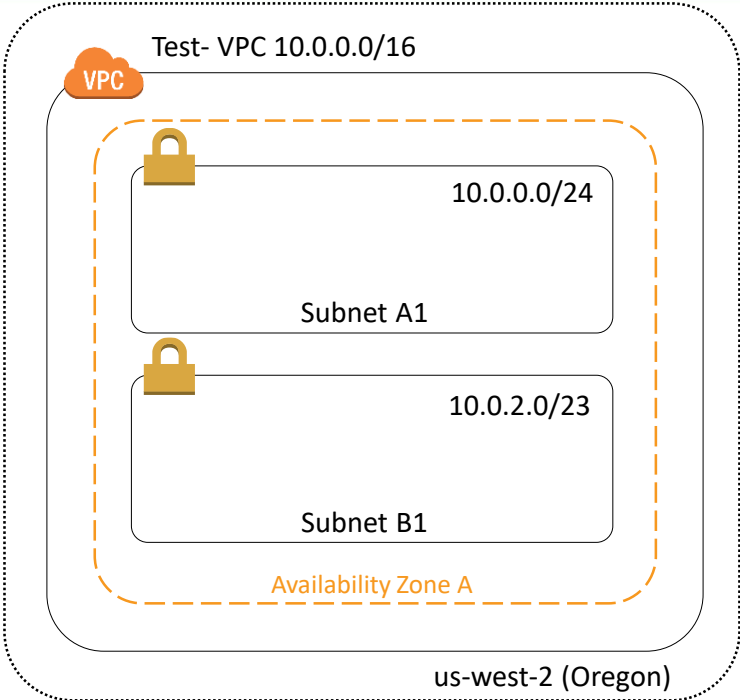 Test- VPC 10.0.0.0/16
VPC
10.0.0.0/24
Subnet A1
10.0.2.0/23
Subnet B1
Availability Zone A
us-west-2 (Oregon)